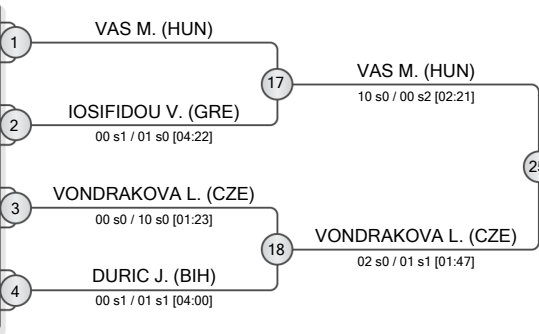 VAS M. (HUN)
1
17
VAS M. (HUN)
10 s0 / 00 s2 [02:21]
IOSIFIDOU V. (GRE)
2
00 s1 / 01 s0 [04:22]
25
VONDRAKOVA L. (CZE)
3
00 s0 / 10 s0 [01:23]
18
VONDRAKOVA L. (CZE)
02 s0 / 01 s1 [01:47]
DURIC J. (BIH)
4
00 s1 / 01 s1 [04:00]